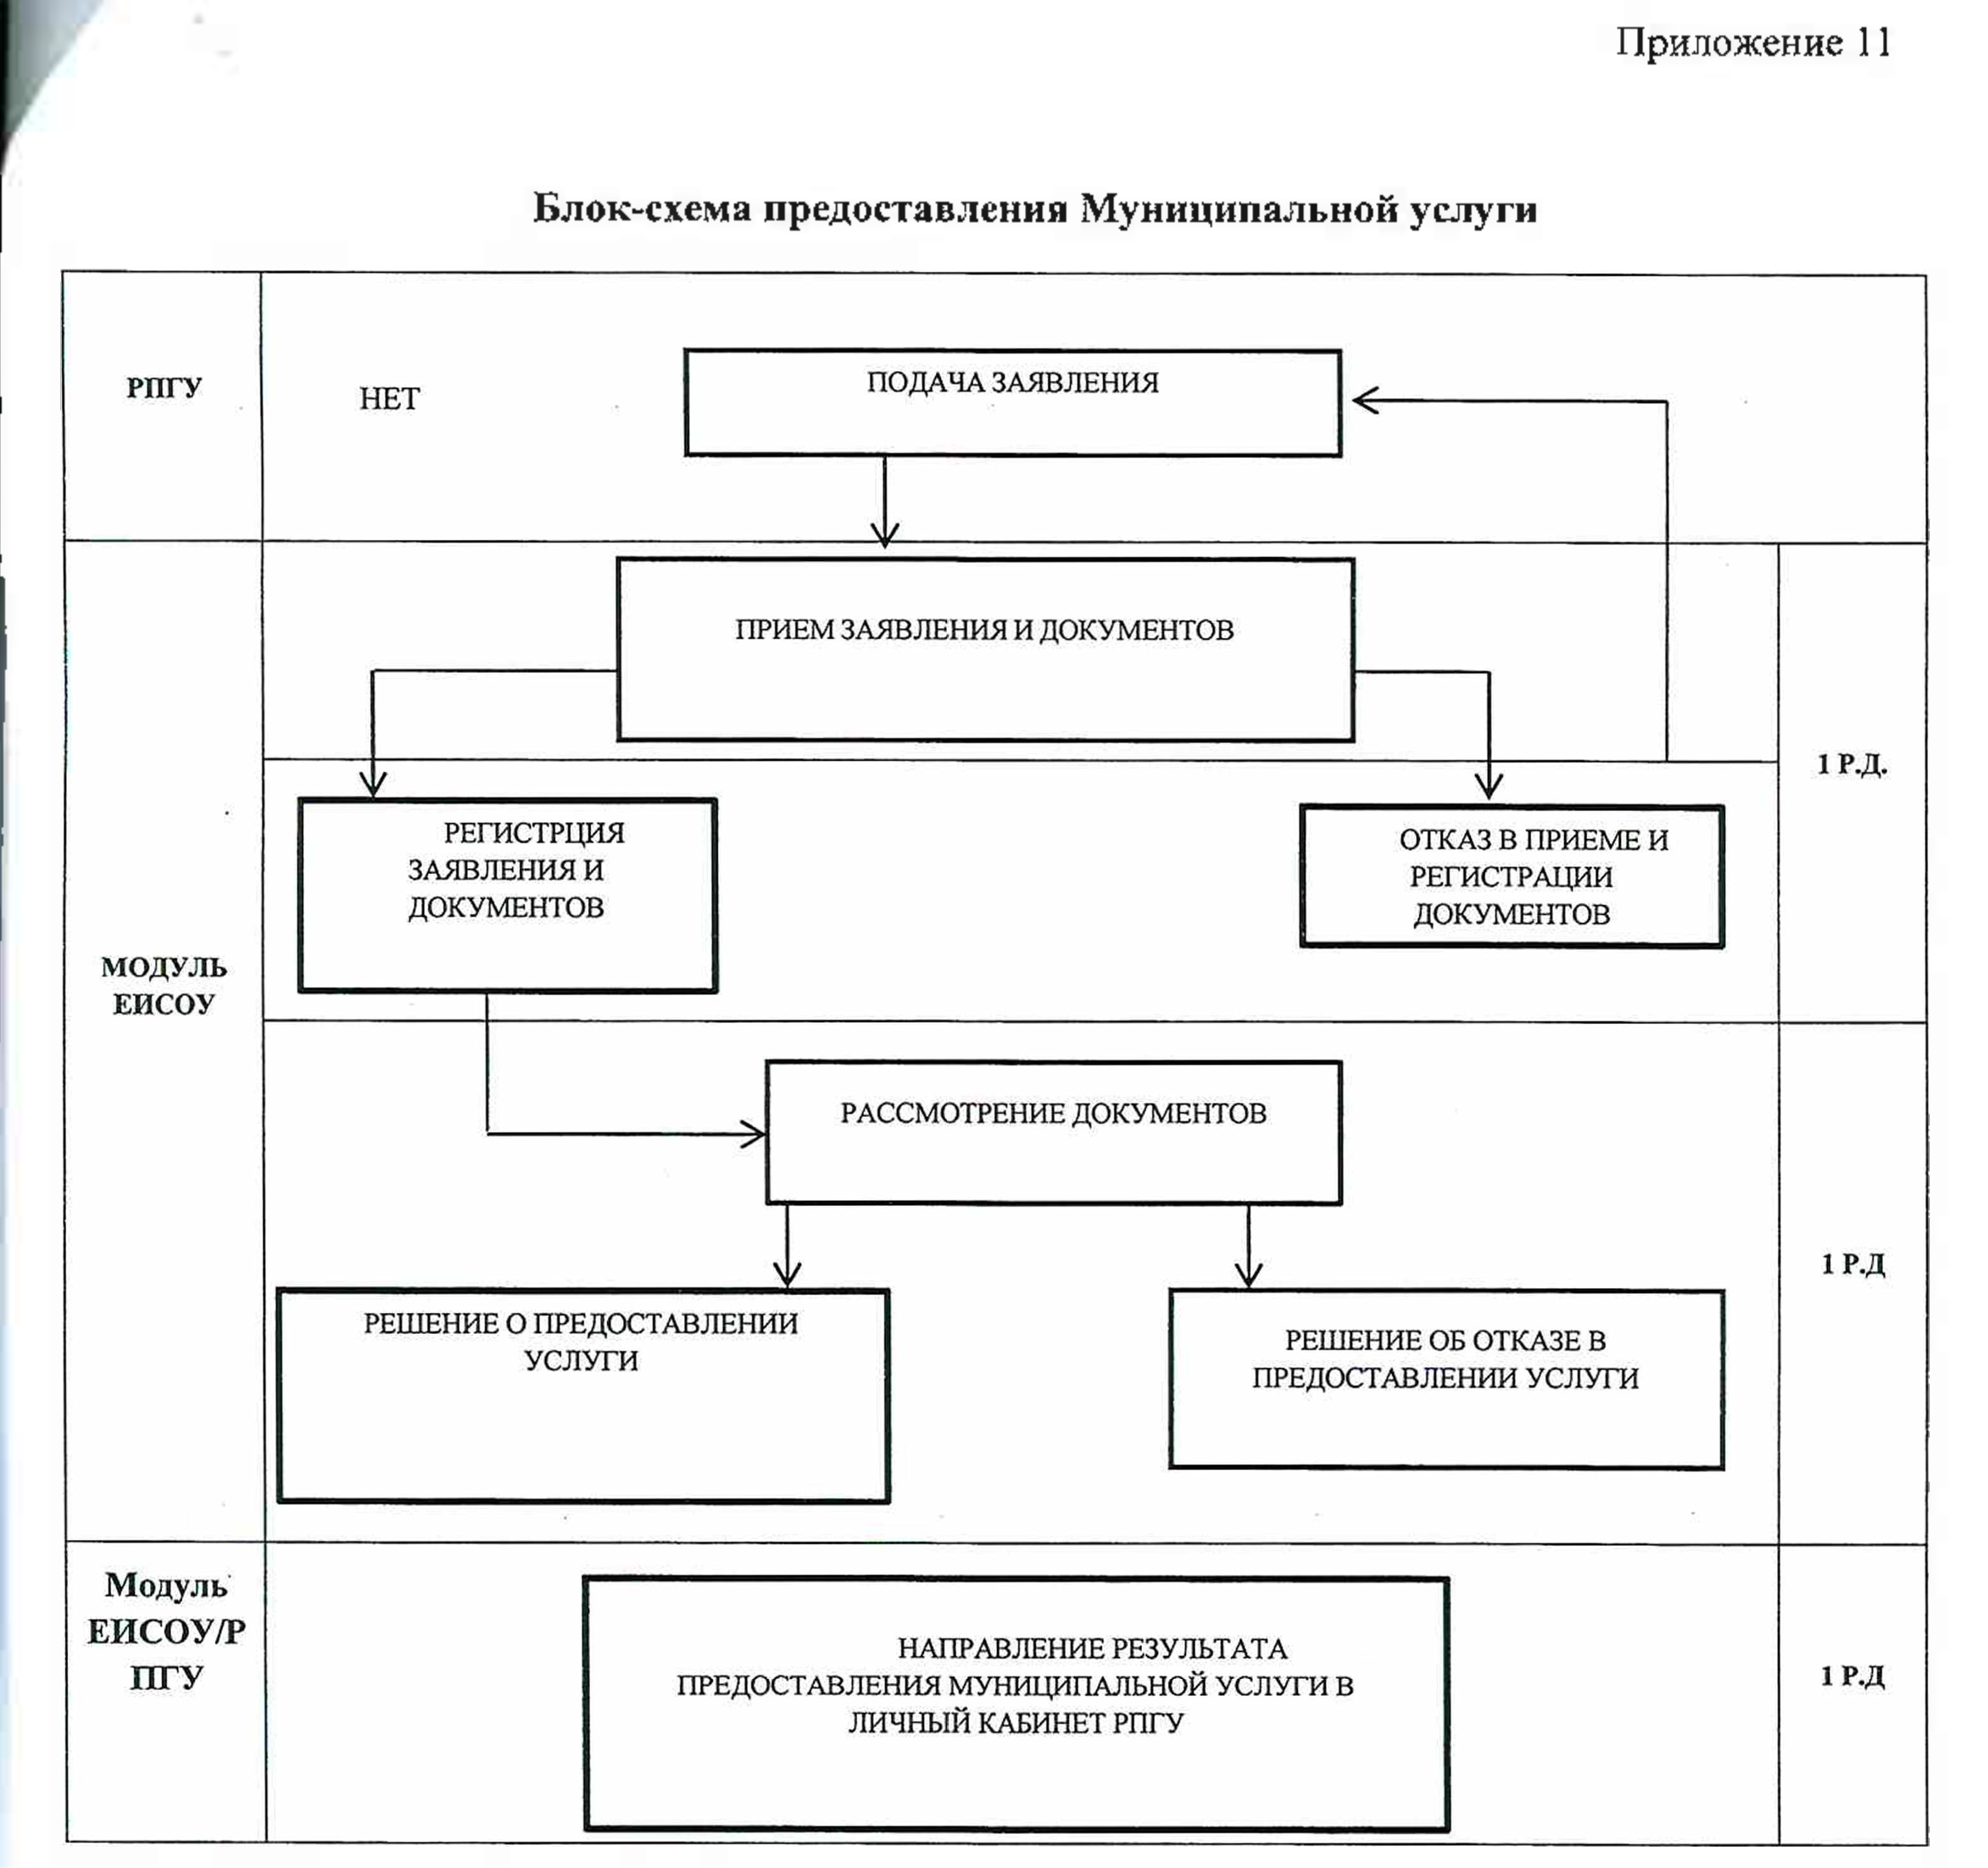 Приложение 11
Блок-схема предоставления Муниципальной услуги
РПГУ
НЕТ
ПОДАЧА ЗАЯВЛЕНИЯ
ПРИЕМ ЗАЯВЛЕНИЯ И ДОКУМЕНТОВ
1 Р.Д.
РЕГИСТРЦИЯ
ЗАЯВЛЕНИЯ И
ДОКУМЕНТОВ
ОТКАЗ В ПРИЕМЕ И
РЕГИСТРАЦИИ
ДОКУМЕНТОВ
МОДУЛЬ
ЕИСОУ
РАССМОТРЕНИЕ ДОКУМЕНТОВ
1 Р.Д
РЕШЕНИЕ О ПРЕДОСТАВЛЕНИИ
УСЛУГИ
РЕШЕНИЕ ОБ ОТКАЗЕ В
ПРЕДОСТАВЛЕНИИ УСЛУГИ
Модуль
ЕИСОУ/Р
ПГУ
НАПРАВЛЕНИЕ РЕЗУЛЬТАТА
ПРЕДОСТАВЛЕНИЯ МУНИЦИПАЛЬНОЙ УСЛУГИ В
ЛИЧНЫЙ КАБИНЕТ РПГУ
1 Р.Д